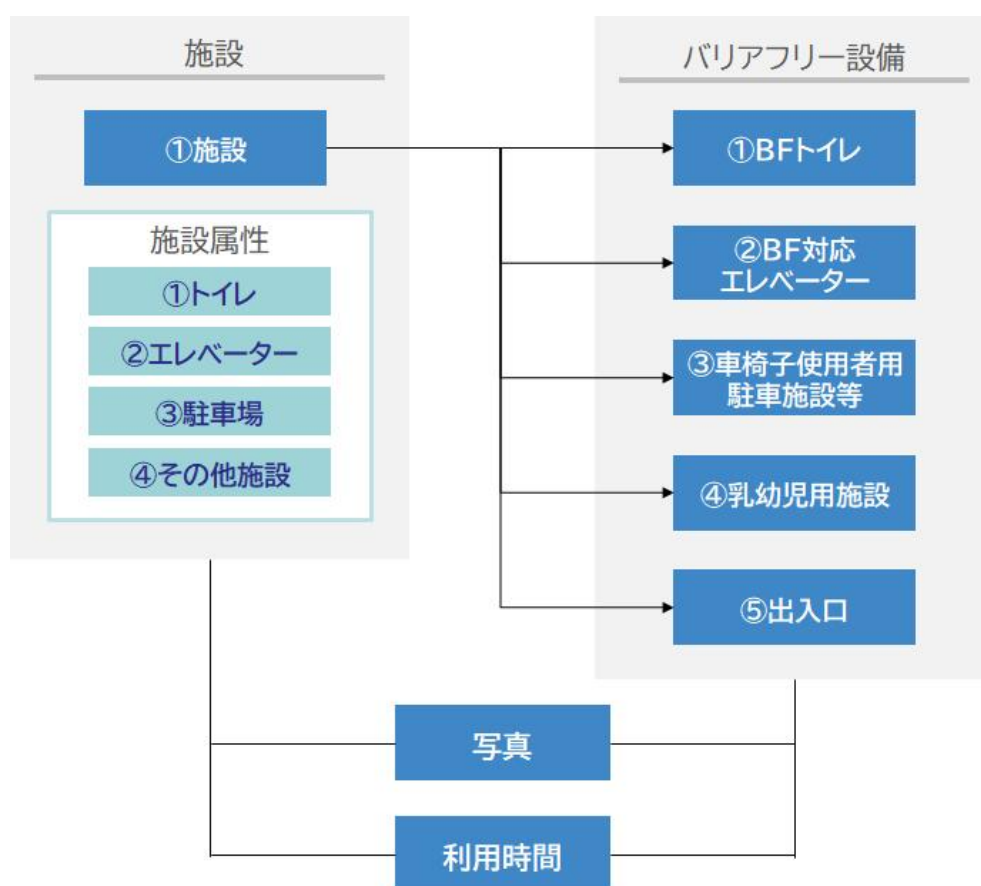 施設
①施設
施設属性
①トイレ
②エレベーター
③駐車場
④その他施設
バリアフリー設備
①BFトイレ
②BF対応
エレベーター
③車椅子使用者用
駐車施設等
④乳幼児用施設
⑤出入口
写真
利用時間